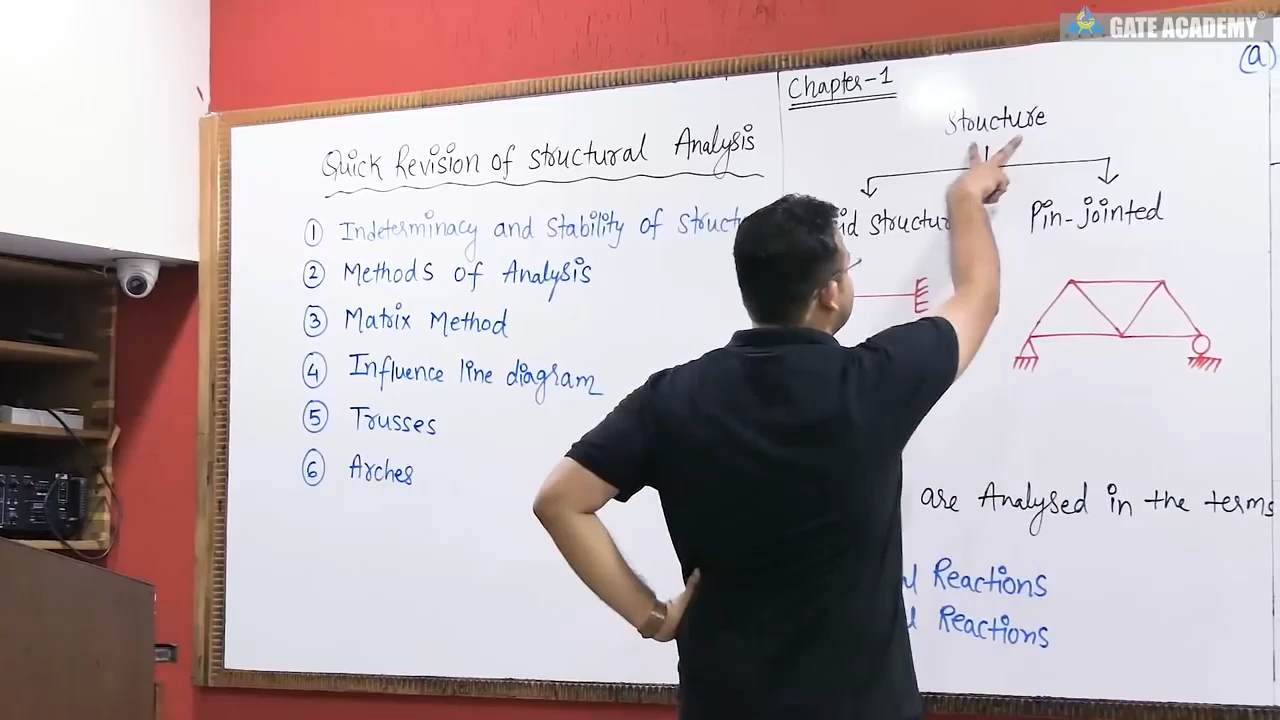 GATE ACADEMY
(a)
Chapter-1
Structure
Quick Revision of Structural Analysis
Structure
Pin-jointed
① Indeterminacy and Stability of
② Methods of Analysis
③ Matrix Method
④ Influence line diagram
⑤ Trusses
⑥ Arches
are Analysed in the terms
Reactions
Reactions